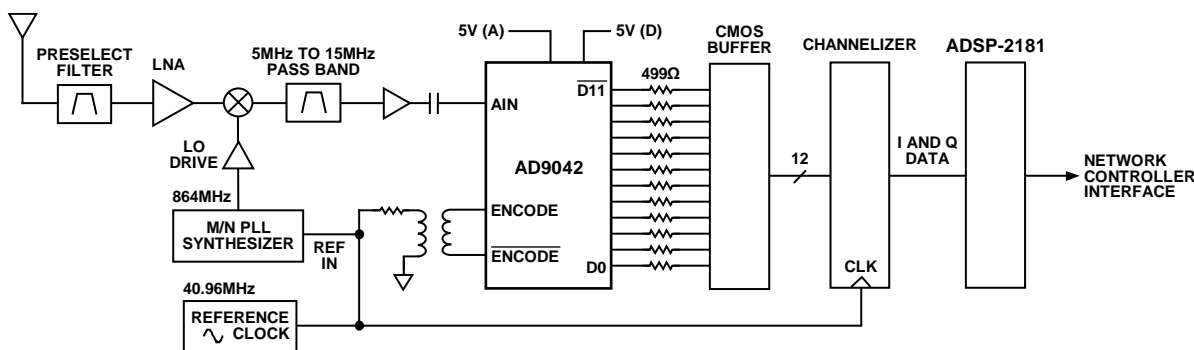 PRESELECT
FILTER
LNA
5MHz TO 15MHz
PASS BAND
5V (A)
5V (D)
CMOS
BUFFER
CHANNELIZER
ADSP-2181
499Ω
D11
AIN
AD9042
LO
DRIVE
864MHz
M/N PLL
SYNTHESIZER
REF
IN
ENCODE
ENCODE
D0
12
I AND Q
DATA
NETWORK
CONTROLLER
INTERFACE
CLK
40.96MHz
REFERENCE
CLOCK